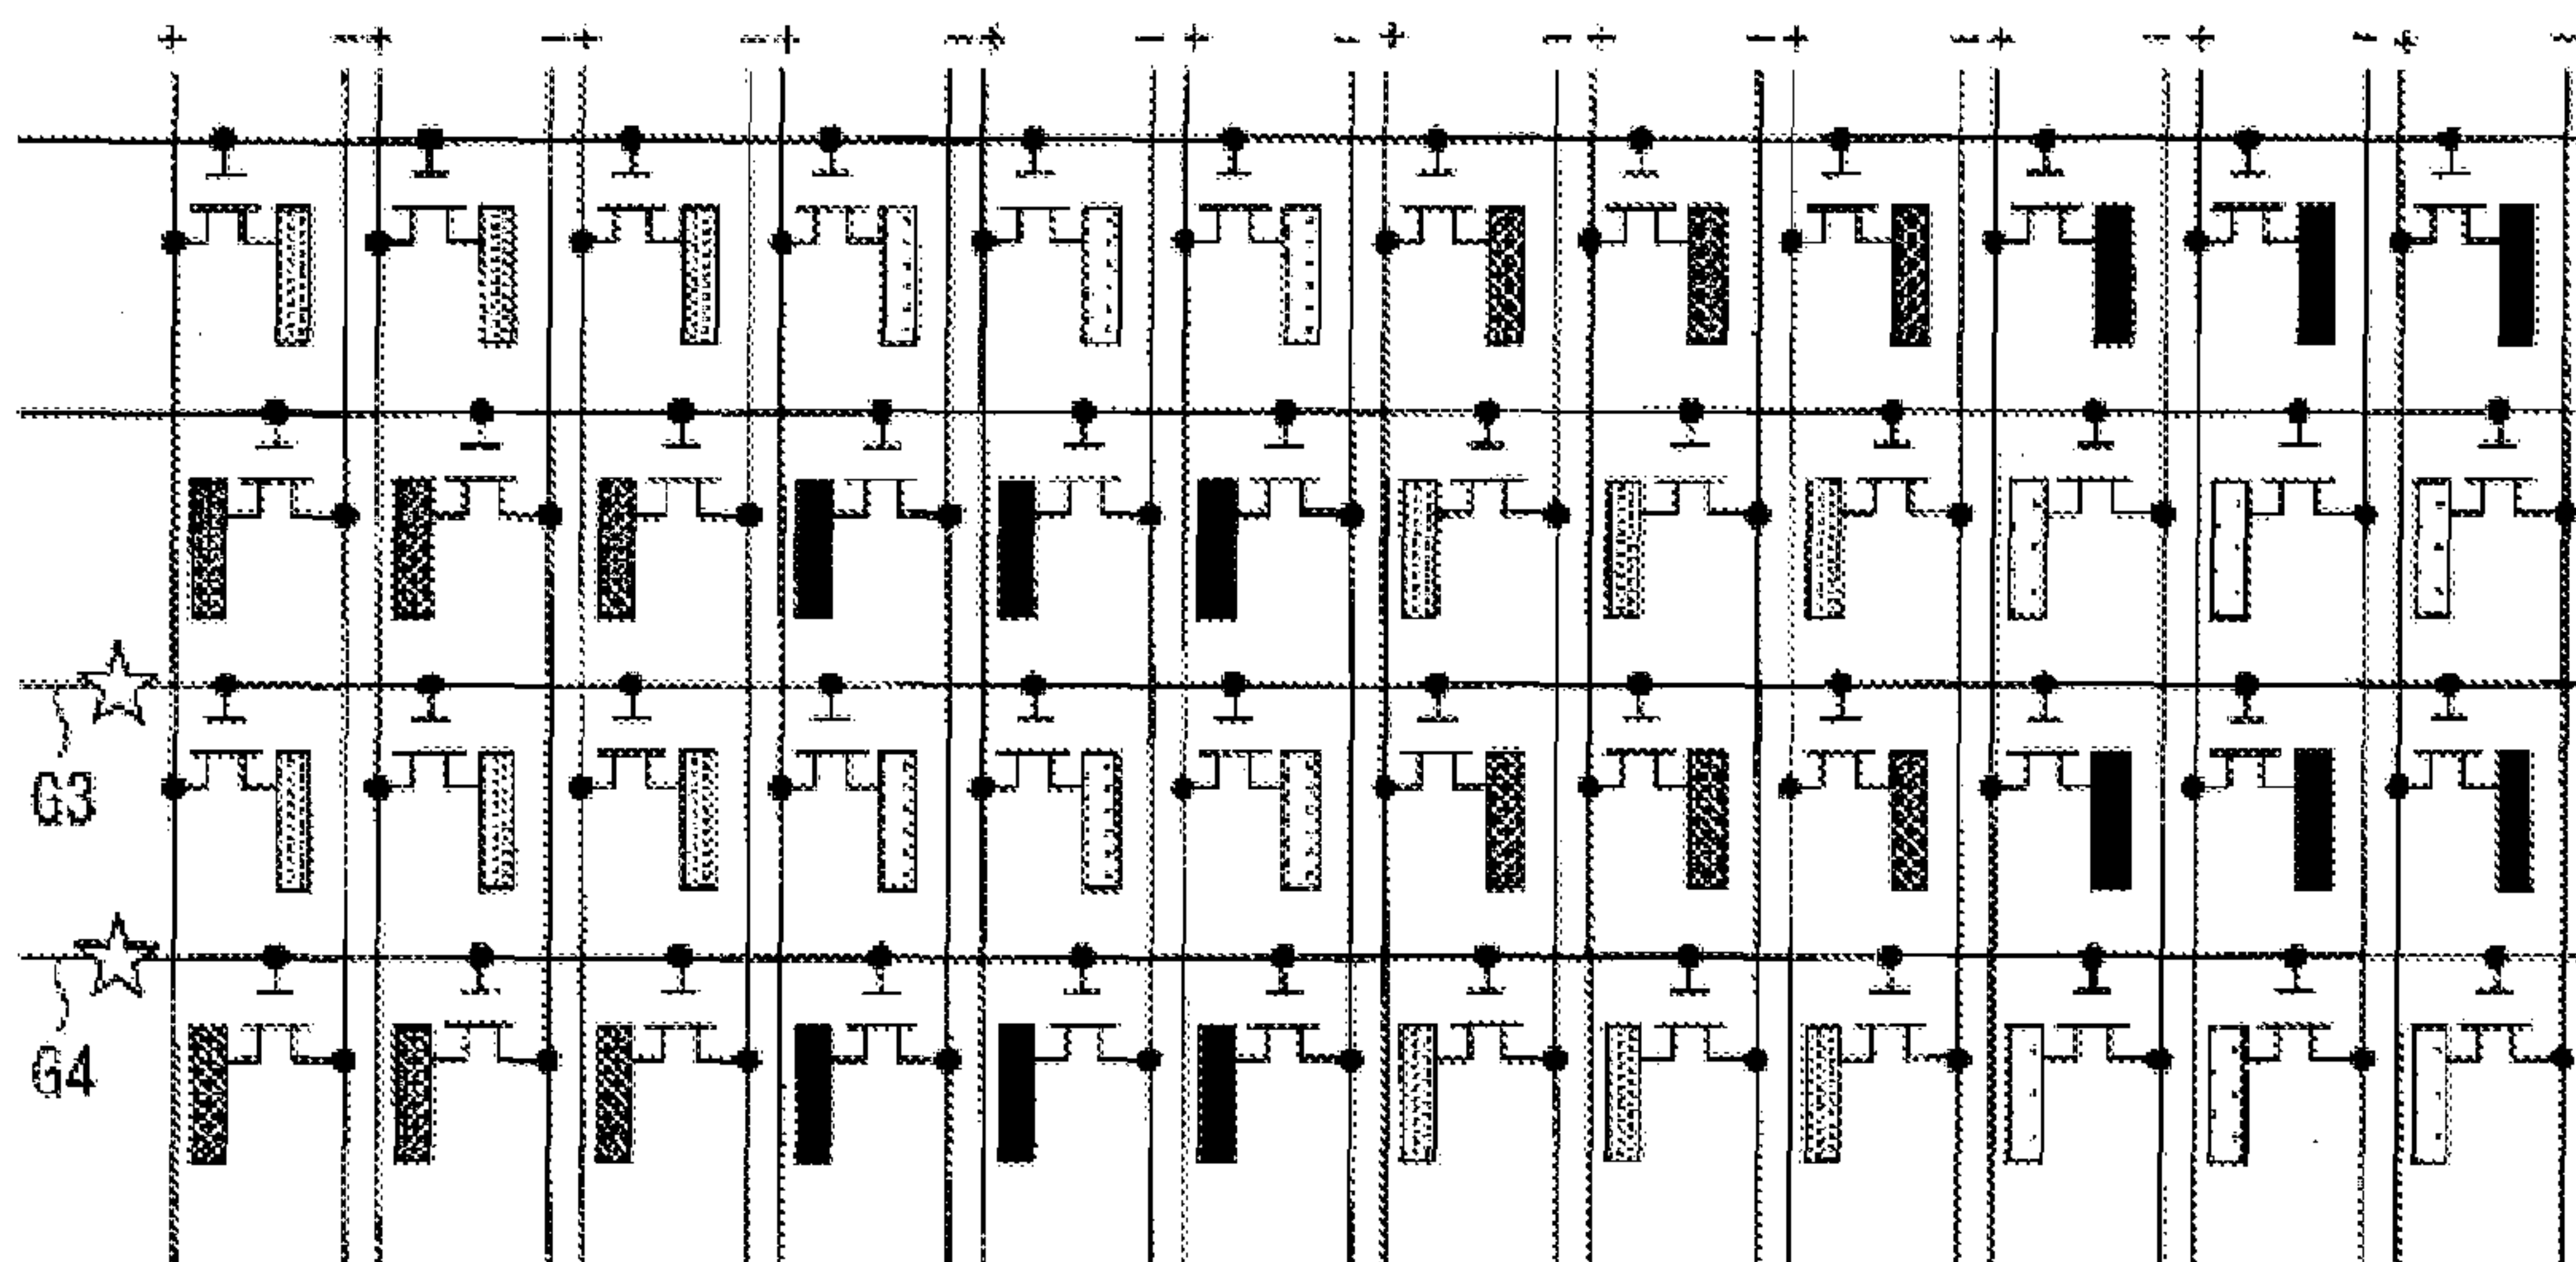 + - + - + - + - + - + - + - + - + - + - + - + -
G3
G4